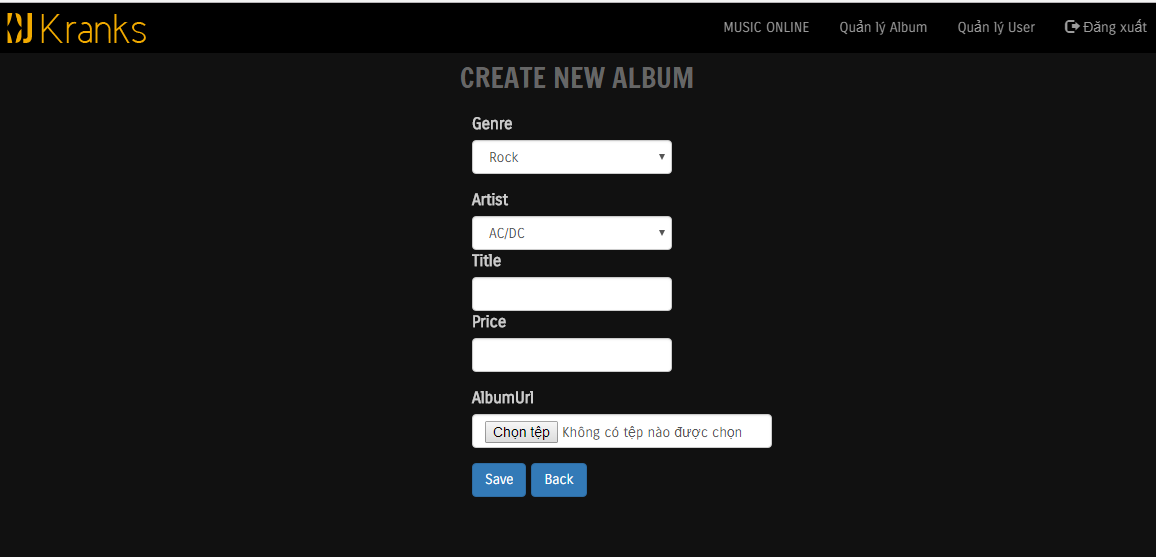 Kranks MUSIC ONLINE Quản lý Album Quản lý User Đăng xuất
CREATE NEW ALBUM
Genre
Rock
Artist
AC/DC
Title
Price
AlbumUrl
Chọn tệp Không có tệp nào được chọn
Save Back